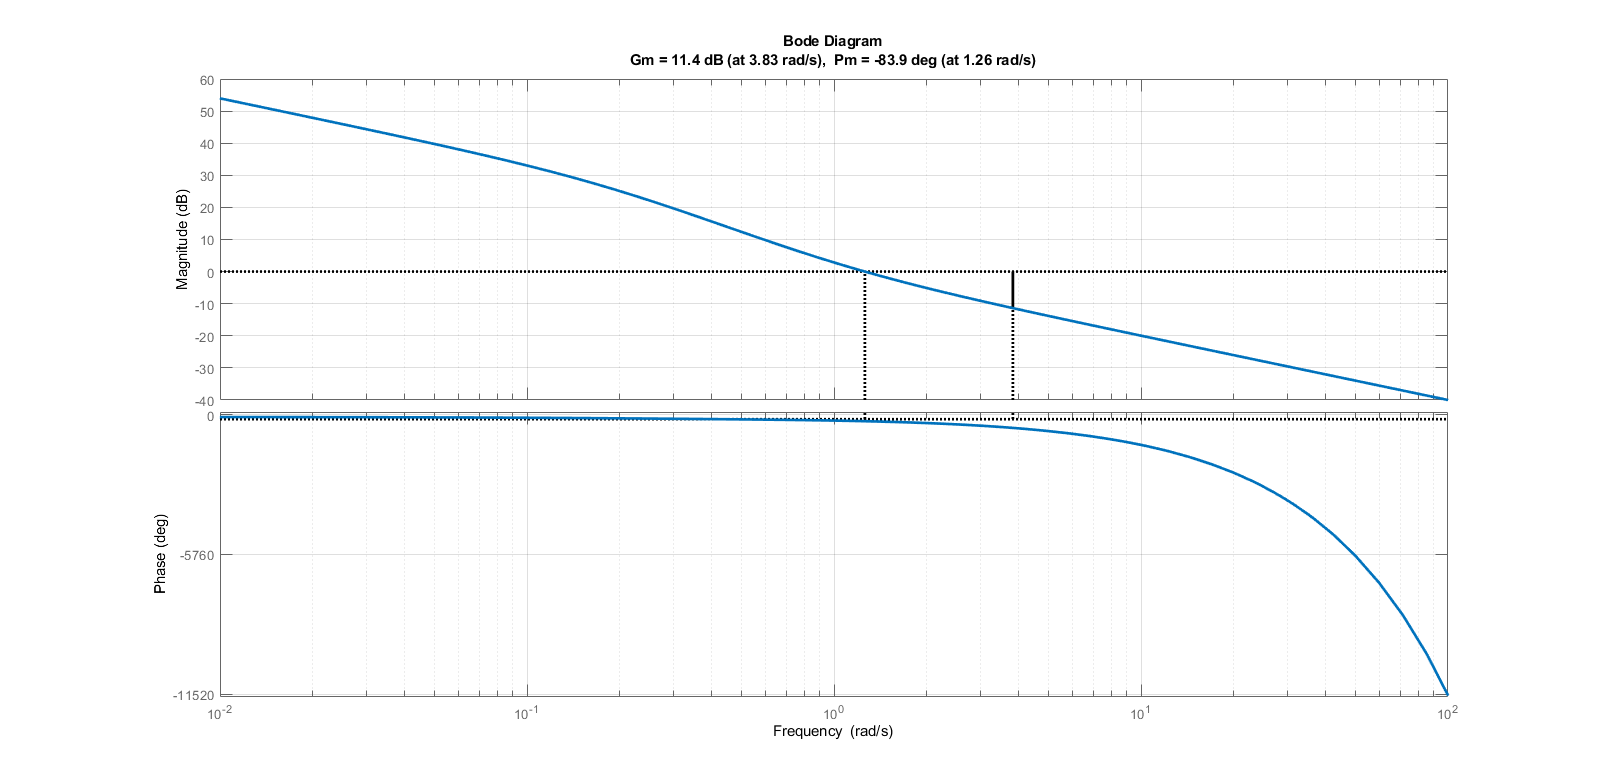 Bode Diagram
Gm = 11.4 dB (at 3.83 rad/s),  Pm = -83.9 deg (at 1.26 rad/s)
60
50
40
30
20
10
0
-10
-20
-30
-40
Magnitude (dB)
0
-5760
-11520
Phase (deg)
10^-2 10^-1 10^0 10^1 10^2
Frequency  (rad/s)